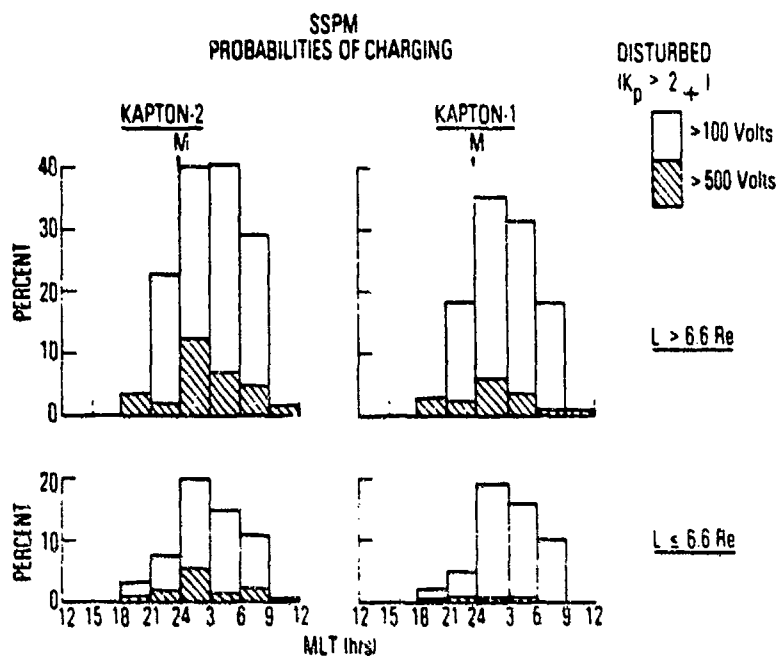 SSPM
PROBABILITIES OF CHARGING
DISTURBED
(Kp > 2 + )
>100 Volts
>500 Volts
KAPTON-2
M
KAPTON-1
M
PERCENT
40
30
20
10
0
L > 6.6 Re
PERCENT
20
10
0
L ≤ 6.6 Re
12 15 18 21 24 3 6 9 12
12 15 18 21 24 3 6 9 12
MLT (hrs)